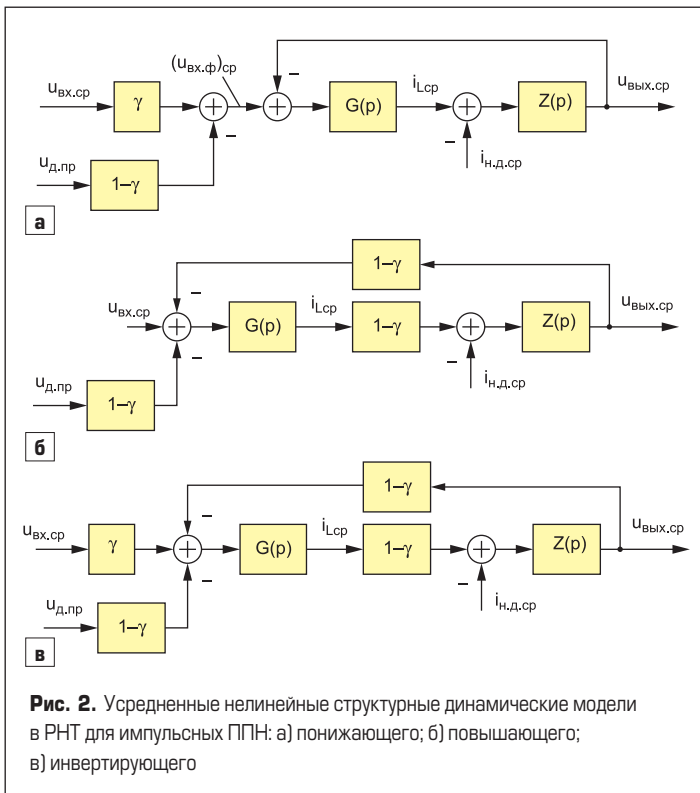 (uвх.ф)ср
uвх.ср
γ
–
–
G(p)
iLср
–
Z(p)
uвых.ср
iн.д.ср
uд.пр
1–γ
а
1–γ
–
uвх.ср
–
G(p)
iLср
1–γ
–
Z(p)
uвых.ср
iн.д.ср
uд.пр
1–γ
б
1–γ
–
uвх.ср
γ
–
G(p)
iLср
1–γ
–
Z(p)
uвых.ср
iн.д.ср
uд.пр
1–γ
в
Рис. 2. Усредненные нелинейные структурные динамические модели
в РНТ для импульсных ППН: а) понижающего; б) повышающего;
в) инвертирующего